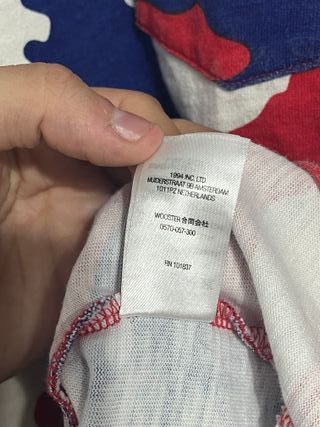 1994 INC. LTD
MUIDERSTRAAT 9B AMSTERDAM
1011PZ NETHERLANDS
WOOSTER 合同会社
0570-057-300
RN 101837